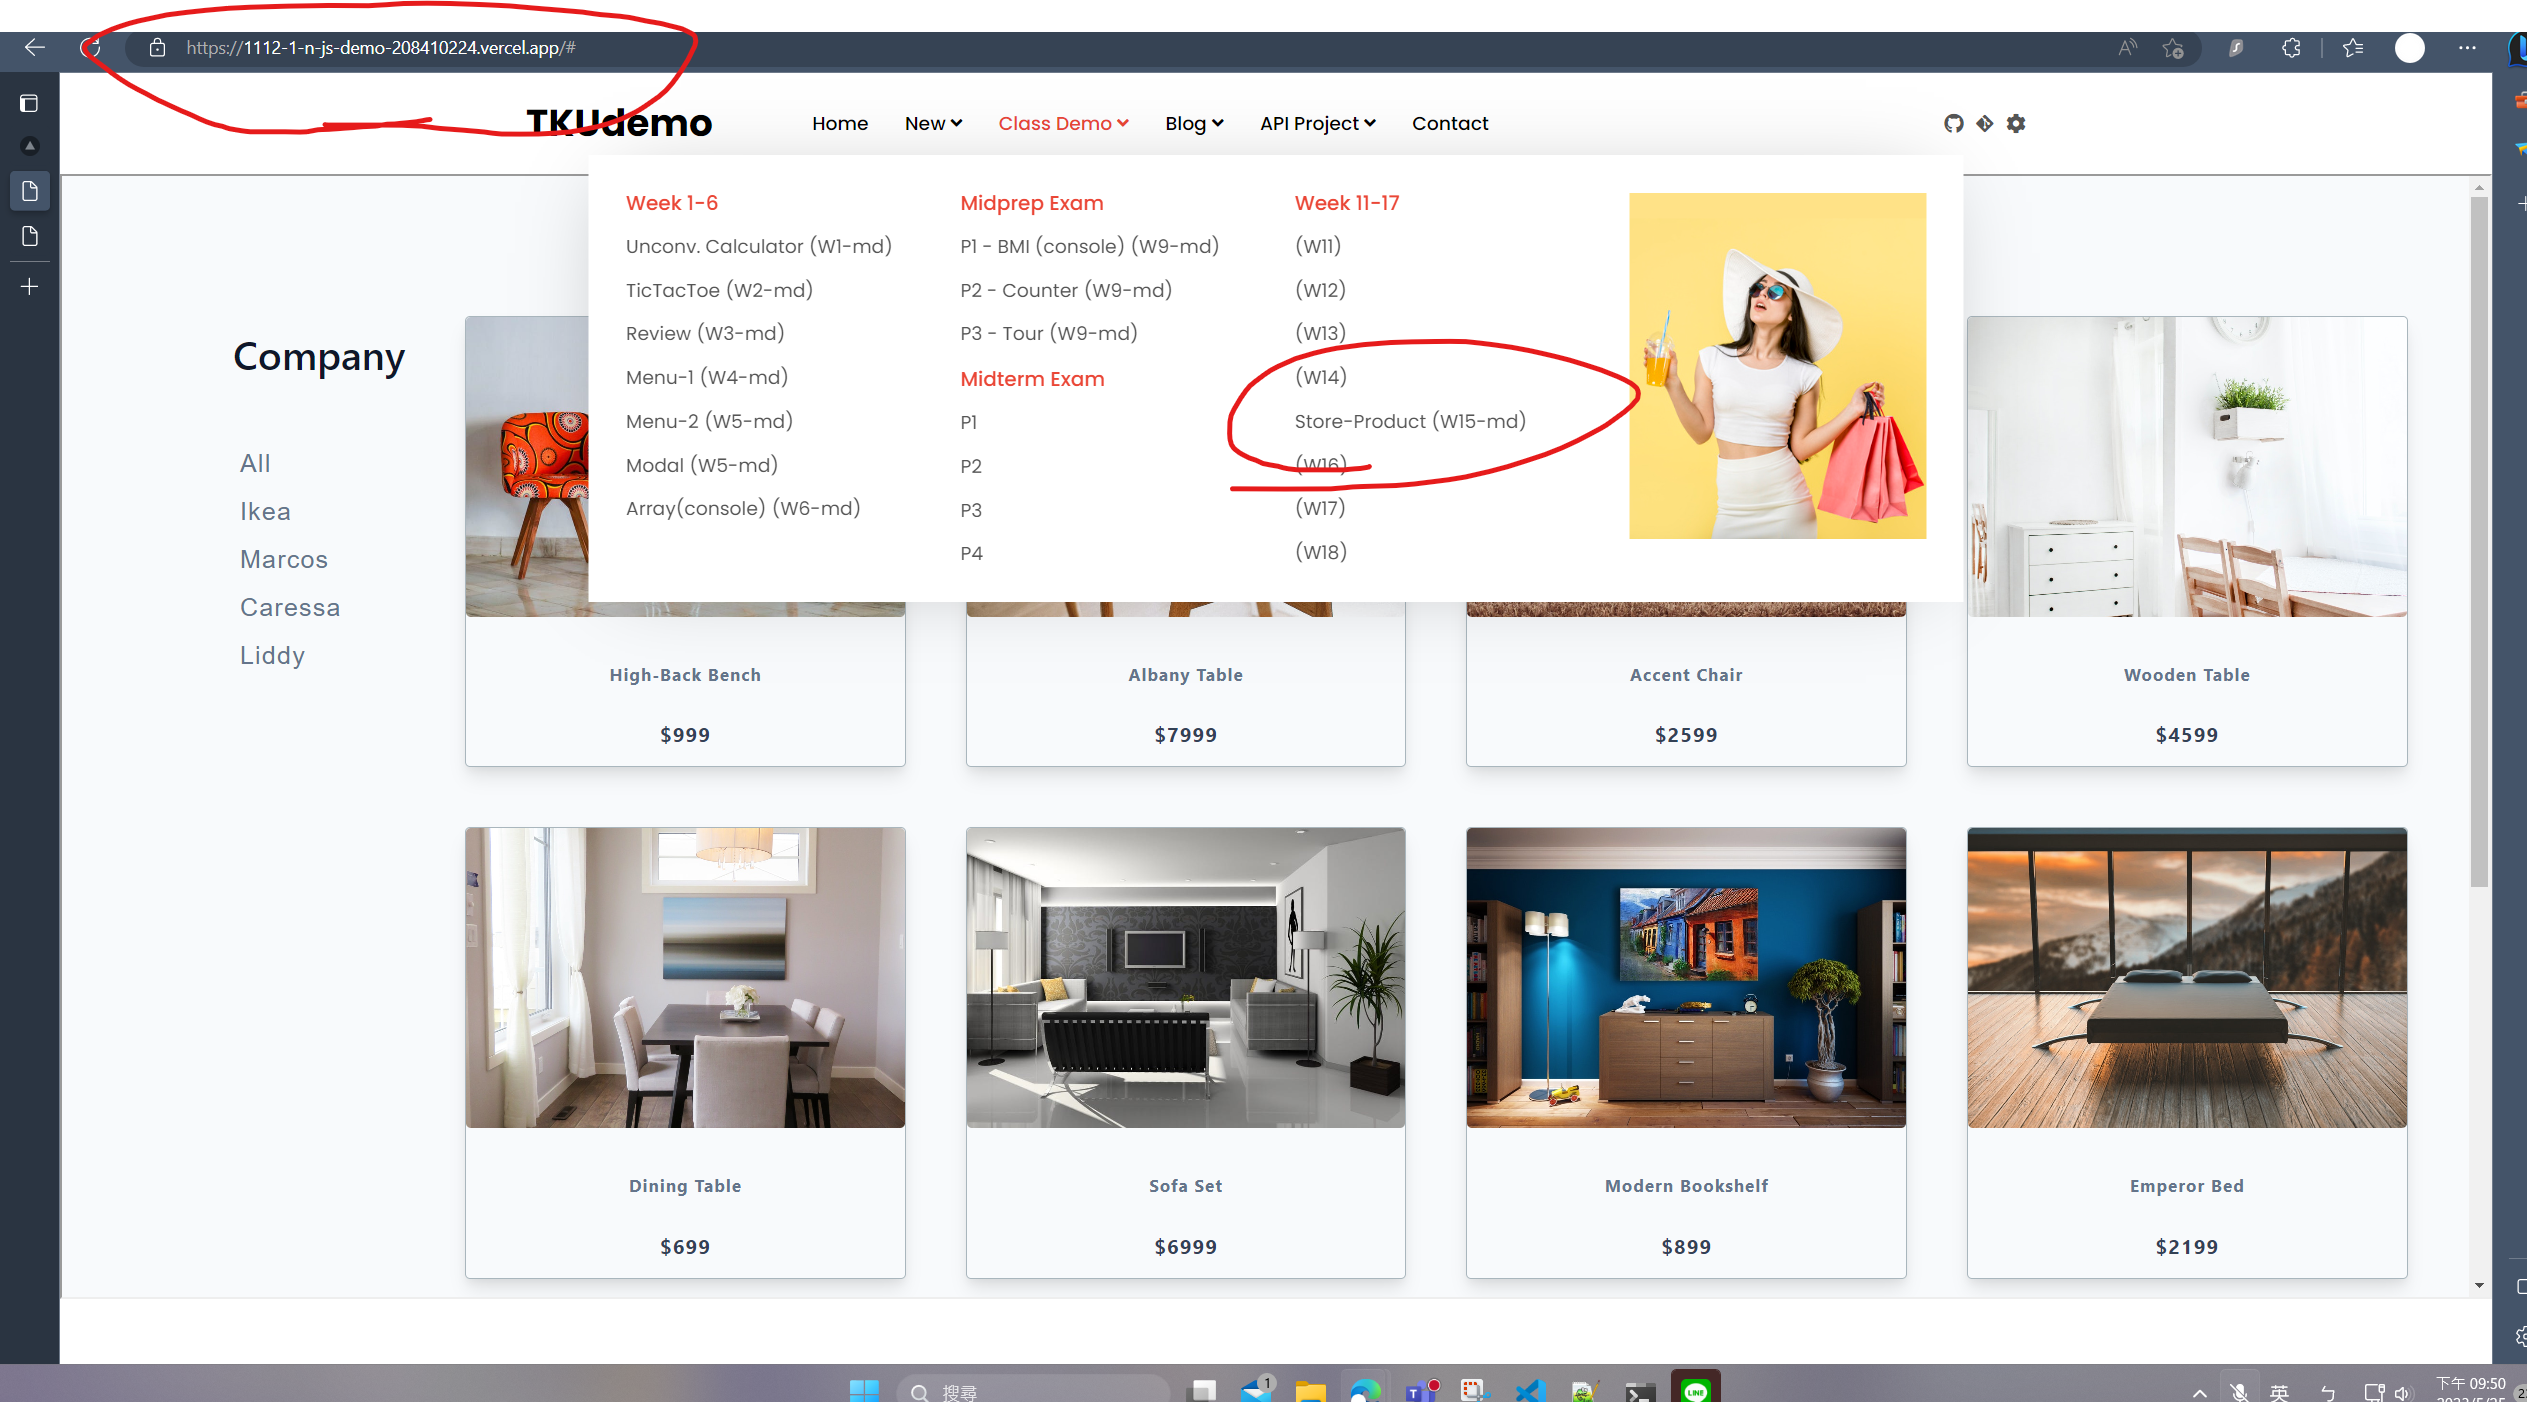 https://1112-1-n-js-demo-208410224.vercel.app/#
TKUdemo
Home
New
Class Demo
Blog
API Project
Contact
Week 1-6
Unconv. Calculator (W1-md)
TicTacToe (W2-md)
Review (W3-md)
Menu-1 (W4-md)
Menu-2 (W5-md)
Modal (W5-md)
Array(console) (W6-md)
Midprep Exam
P1 - BMI (console) (W9-md)
P2 - Counter (W9-md)
P3 - Tour (W9-md)
Midterm Exam
P1
P2
P3
P4
Week 11-17
(W11)
(W12)
(W13)
(W14)
Store-Product (W15-md)
(W16)
(W17)
(W18)
Company
All
Ikea
Marcos
Caressa
Liddy
High-Back Bench
$999
Albany Table
$7999
Accent Chair
$2599
Wooden Table
$4599
Dining Table
$699
Sofa Set
$6999
Modern Bookshelf
$899
Emperor Bed
$2199
搜尋
1
LINE
英
ㄅ
下午 09:50